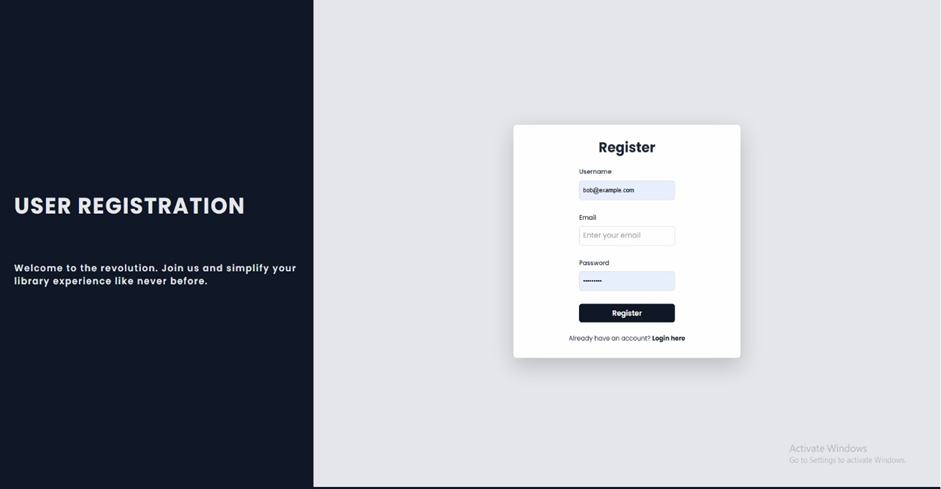 USER REGISTRATION
Welcome to the revolution. Join us and simplify your
library experience like never before.
Register
Username
bob@example.com
Email
Enter your email
Password
•••••••••
Register
Already have an account? Login here
Activate Windows
Go to Settings to activate Windows.